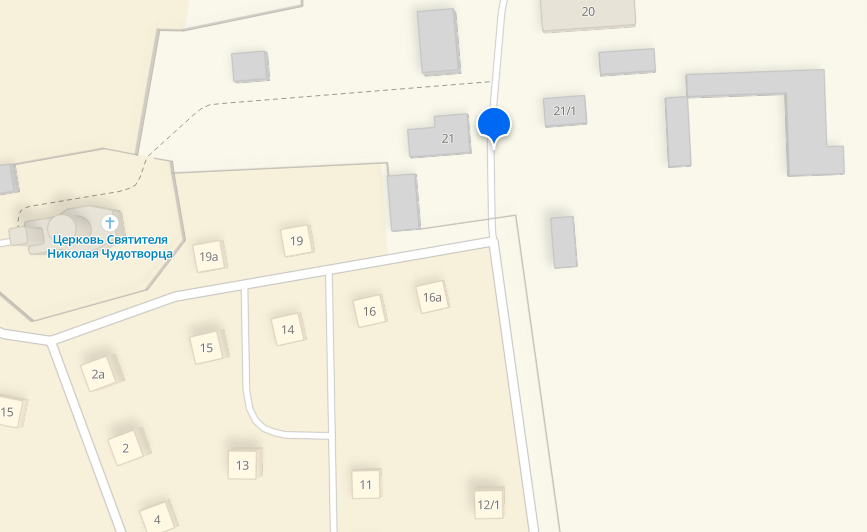 20
21/1
21
Церковь Святителя
Николая Чудотворца
19
19а
16а
16
14
15
2а
15
2
13
11
12/1
4